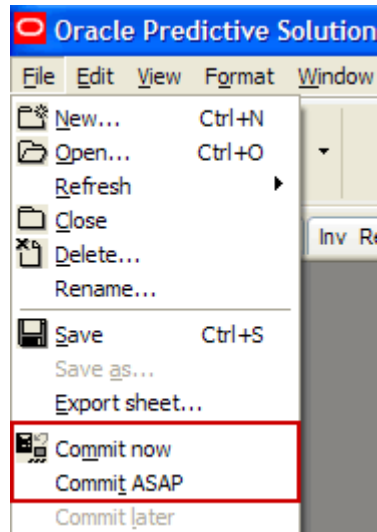 Oracle Predictive Solution
File Edit View Format Window
New... Ctrl+N
Open... Ctrl+O
Refresh
Close
Inv Re
Delete...
Rename...
Save Ctrl+S
Save as...
Export sheet...
Commit now
Commit ASAP
Commit later